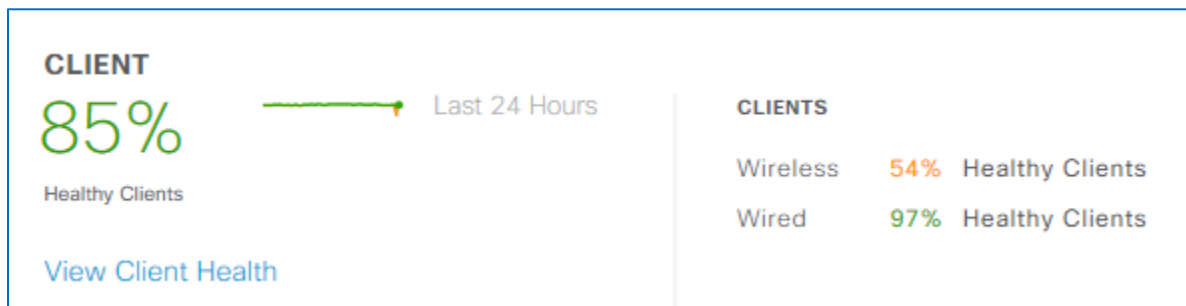 CLIENT
85%
Last 24 Hours
Healthy Clients
View Client Health
CLIENTS
Wireless 54% Healthy Clients
Wired 97% Healthy Clients